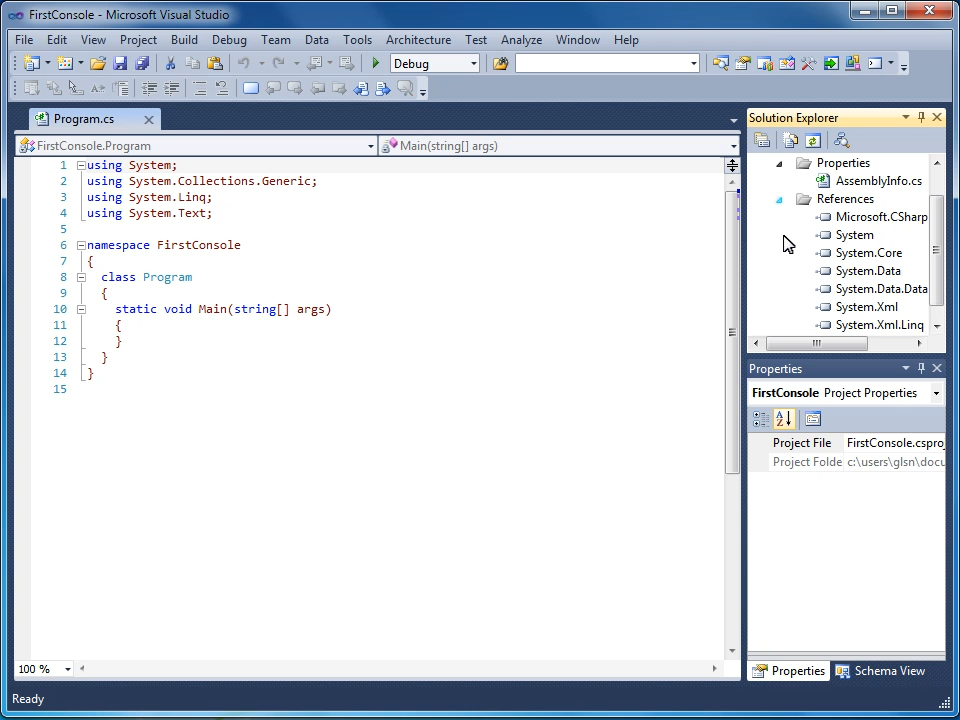 FirstConsole - Microsoft Visual Studio
File Edit View Project Build Debug Team Data Tools Architecture Test Analyze Window Help
Debug
Program.cs
FirstConsole.Program
Main(string[] args)
1 using System;
2 using System.Collections.Generic;
3 using System.Linq;
4 using System.Text;
5
6 namespace FirstConsole
7 {
8 class Program
9 {
10 static void Main(string[] args)
11 {
12 }
13 }
14 }
15
100 %
Solution Explorer
Properties
AssemblyInfo.cs
References
Microsoft.CSharp
System
System.Core
System.Data
System.Data.Data
System.Xml
System.Xml.Linq
Properties
FirstConsole Project Properties
Project File FirstConsole.csproj
Project Folde c:\users\glsn\docu
Properties Schema View
Ready